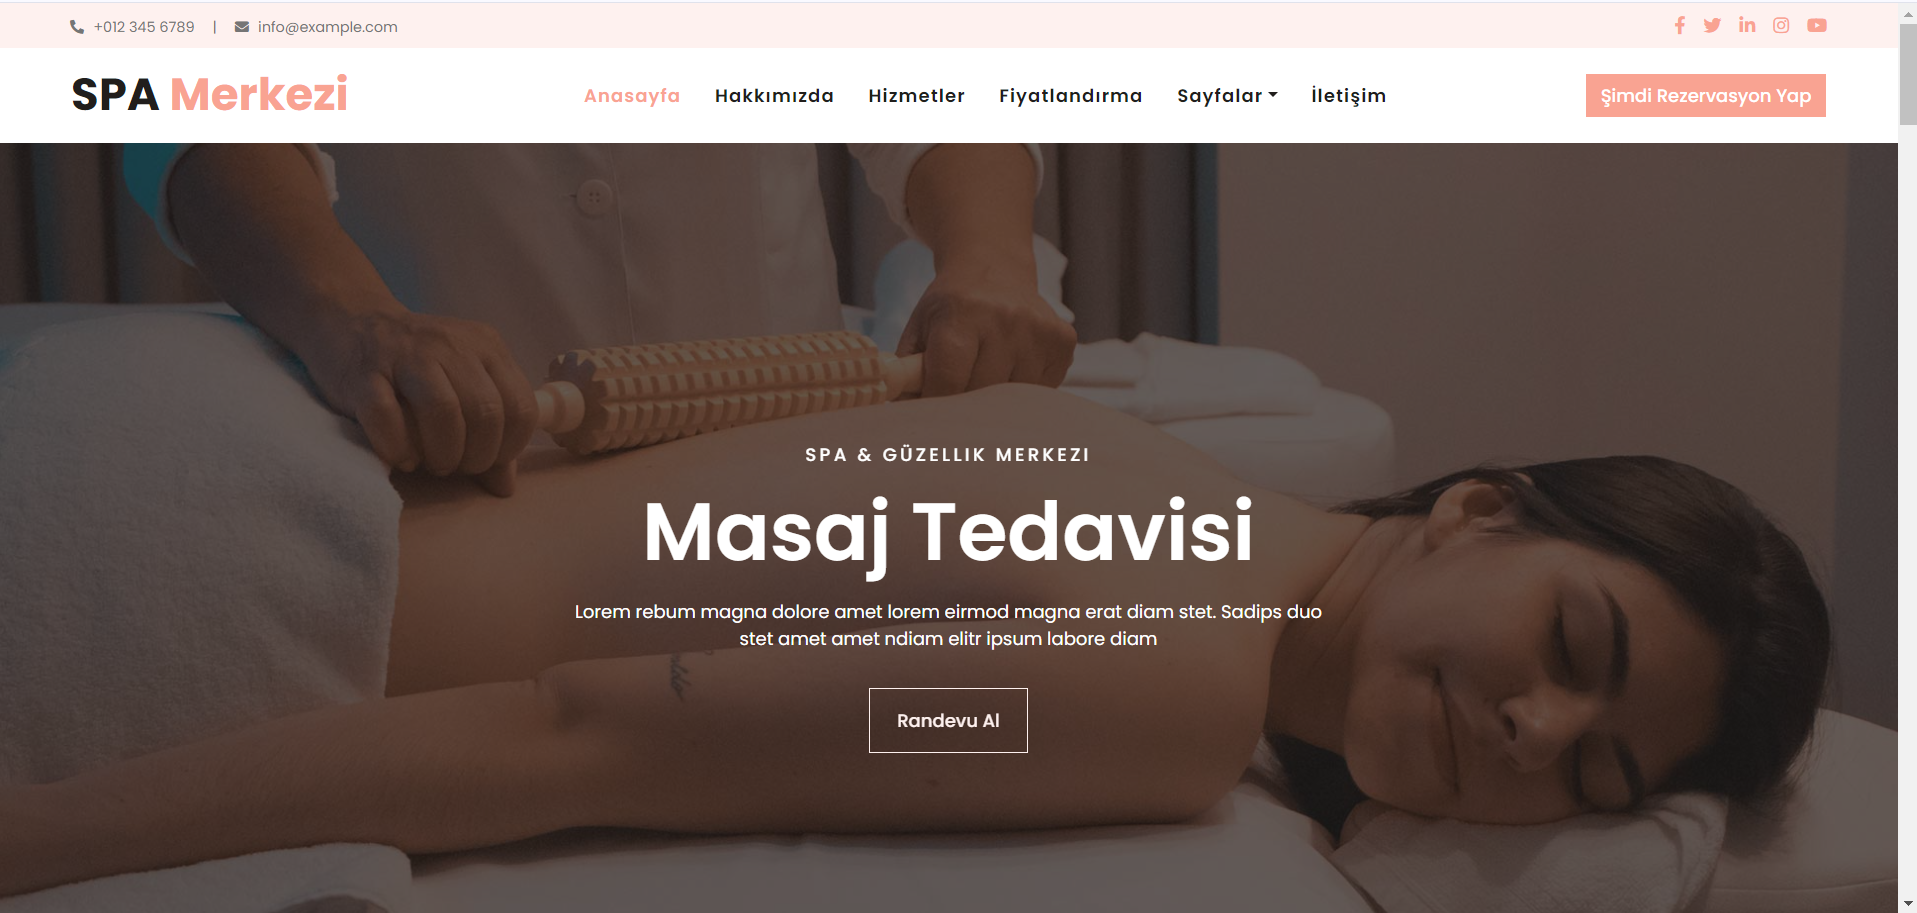 +012 345 6789 | info@example.com
SPA Merkezi
Anasayfa Hakkımızda Hizmetler Fiyatlandırma Sayfalar İletişim
Şimdi Rezervasyon Yap
SPA & GÜZELLIK MERKEZI
Masaj Tedavisi
Lorem rebum magna dolore amet lorem eirmod magna erat diam stet. Sadips duo
stet amet amet ndiam elitr ipsum labore diam
Randevu Al